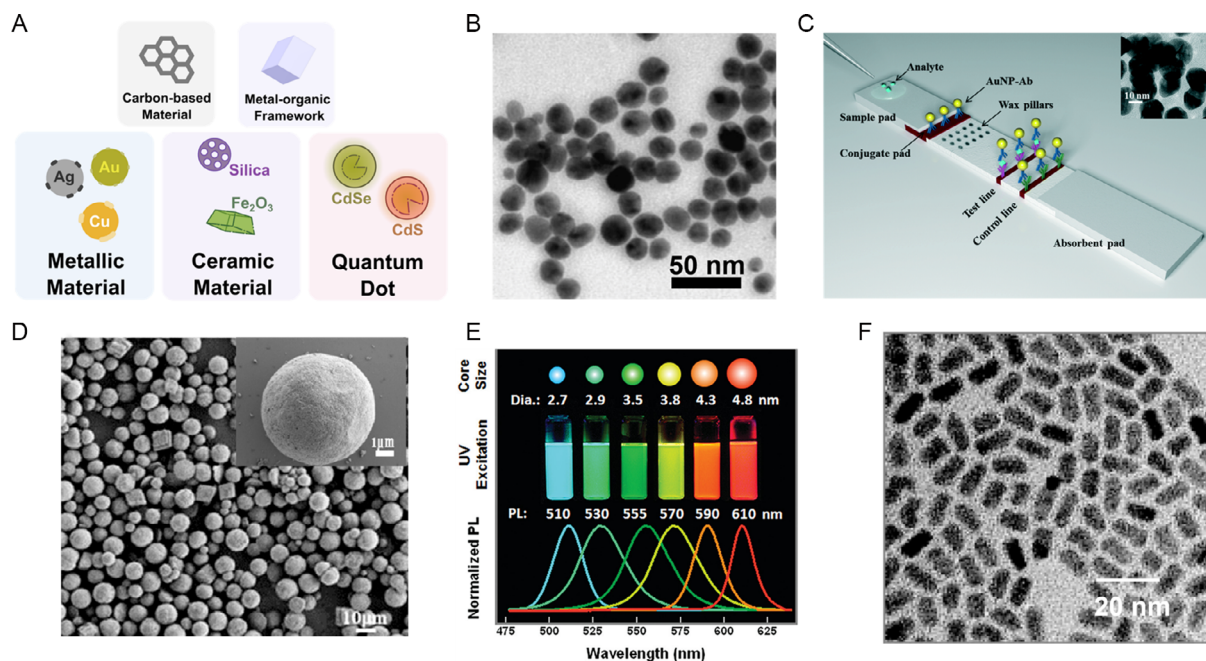 A
Carbon-based
Material
Metal-organic
Framework
Ag
Au
Cu
Metallic
Material
Silica
Fe₂O₃
Ceramic
Material
CdSe
CdS
Quantum
Dot
B
50 nm
C
Analyte
AuNP-Ab
Wax pillars
Sample pad
Conjugate pad
Test line
Control line
Absorbent pad
10 nm
D
1μm
10μm
E
Core
Size
Dia.: 2.7 2.9 3.5 3.8 4.3 4.8 nm
UV
Excitation
PL: 510 530 555 570 590 610 nm
Normalized PL
475 500 525 550 575 600 625
Wavelength (nm)
F
20 nm